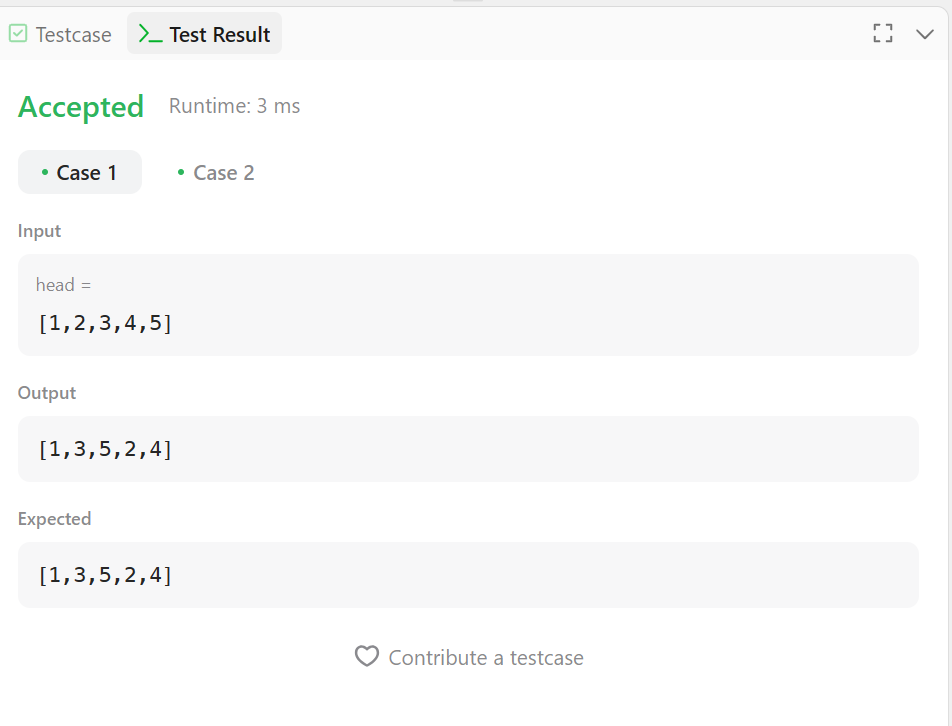 Testcase Test Result
Accepted Runtime: 3 ms
Case 1 Case 2
Input
head =
[1,2,3,4,5]
Output
[1,3,5,2,4]
Expected
[1,3,5,2,4]
Contribute a testcase